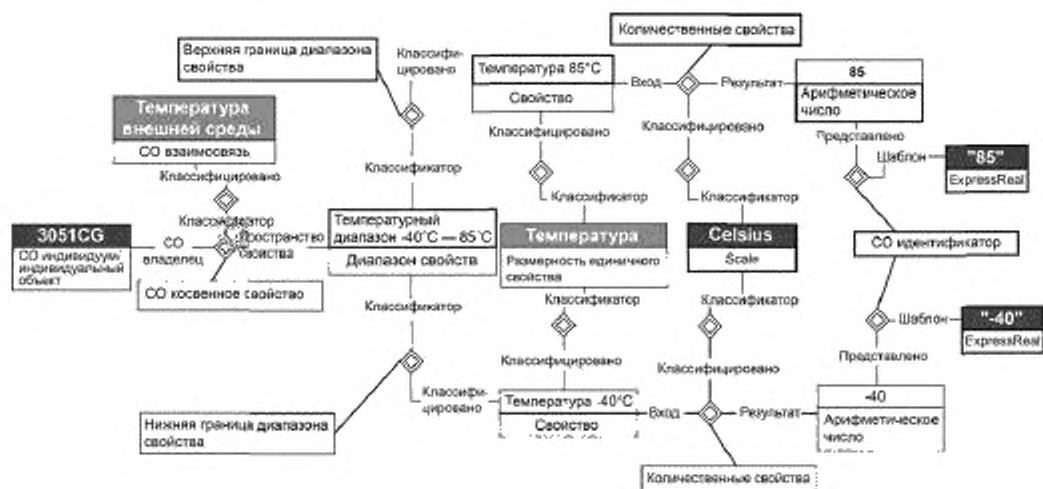 Верхняя граница диапазона
свойства
Классифи-
цировано
Количественные свойства
Температура 85°C
Свойство
Вход
Результат
85
Арифметическое
число
Температура
внешней среды
СО взаимосвязь
Классифицировано
Классифицировано
Классифицировано
Представлено
Шаблон
"85"
ExpressReal
Классификатор
Классификатор
Классификатор
Классификатор
3051CG
СО индивидуум/
индивидуальный
объект
СО
владелец
Пространство
свойства
СО косвенное свойство
Температурный
диапазон -40°C — 85°C
Диапазон свойств
Температура
Размерность единичного
свойства
Celsius
Scale
СО идентификатор
Классификатор
Классификатор
Классификатор
Шаблон
"-40"
ExpressReal
Классифицировано
Классифицировано
Представлено
Классифи-
цировано
Температура -40°C
Свойство
Вход
Результат
-40
Арифметическое
число
Нижняя граница диапазона
свойства
Количественные свойства